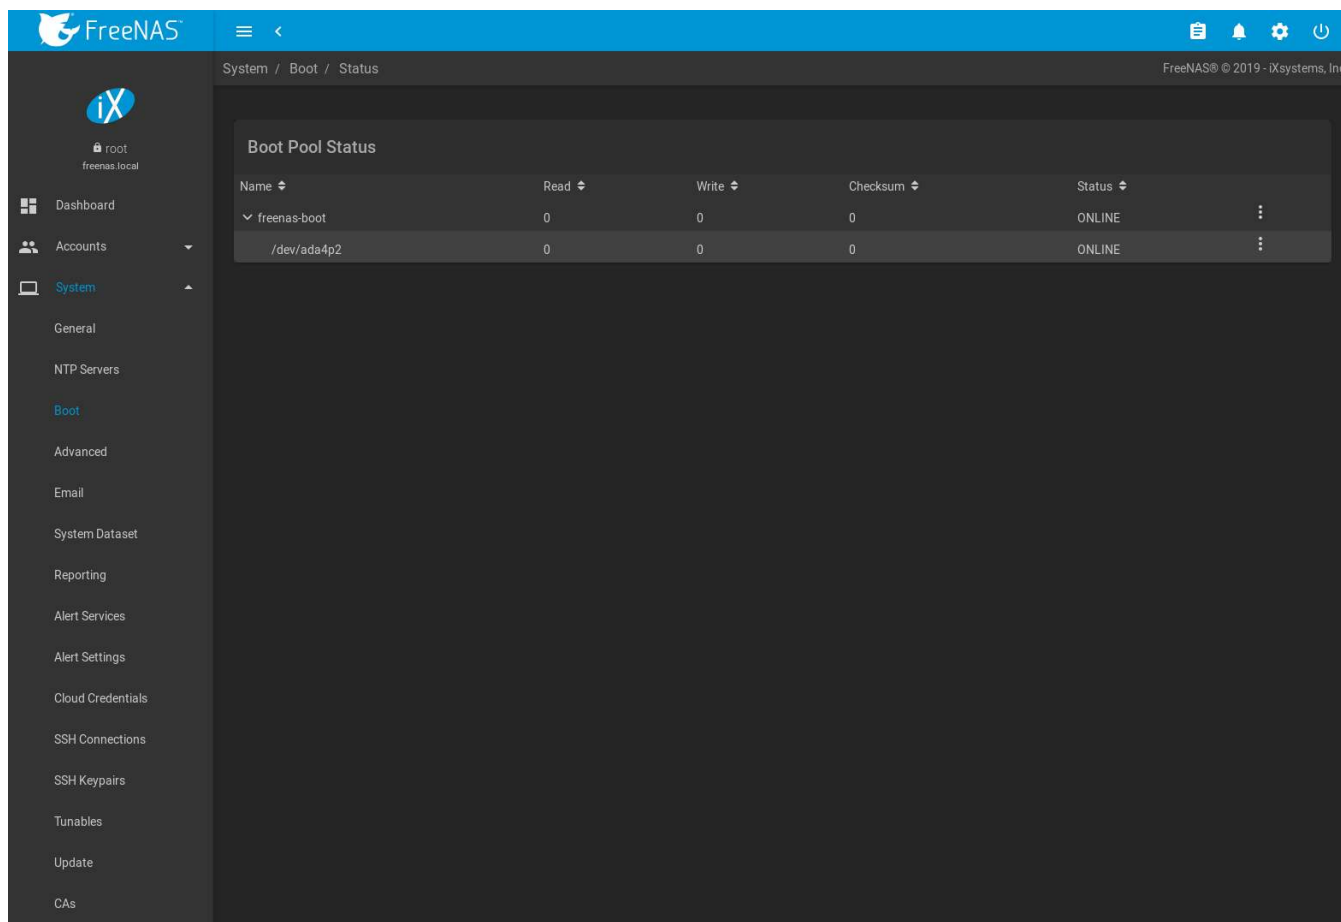 FreeNAS
System / Boot / Status
FreeNAS® © 2019 - iXsystems, Inc
iX
root
freenas.local
Dashboard
Accounts
System
General
NTP Servers
Boot
Advanced
Email
System Dataset
Reporting
Alert Services
Alert Settings
Cloud Credentials
SSH Connections
SSH Keypairs
Tunables
Update
CAs
Boot Pool Status
Name Read Write Checksum Status
freenas-boot 0 0 0 ONLINE
/dev/ada4p2 0 0 0 ONLINE